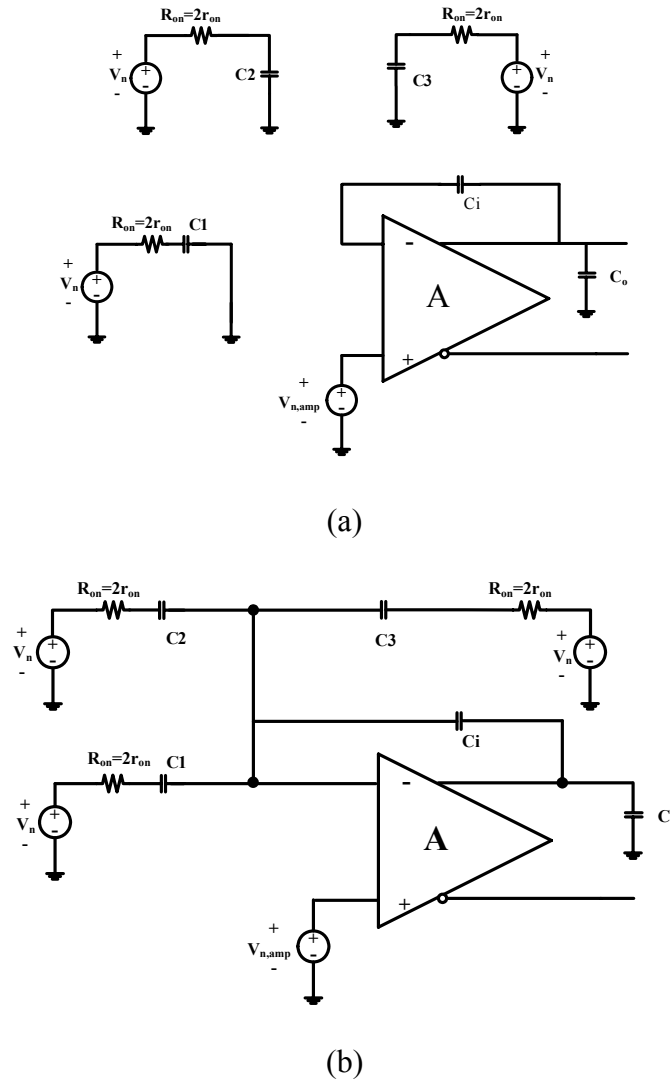 Ron=2ron
+
Vn
-
+
-
C2
Ron=2ron
C3
+
-
+
Vn
-
Ron=2ron
C1
+
Vn
-
+
-
Ci
-
A
+
Co
+
Vn,amp
-
+
-
(a)
Ron=2ron
C2
+
Vn
-
+
-
C3
Ron=2ron
+
-
+
Vn
-
Ci
Ron=2ron
C1
+
Vn
-
+
-
-
A
+
C
+
Vn,amp
-
+
-
(b)